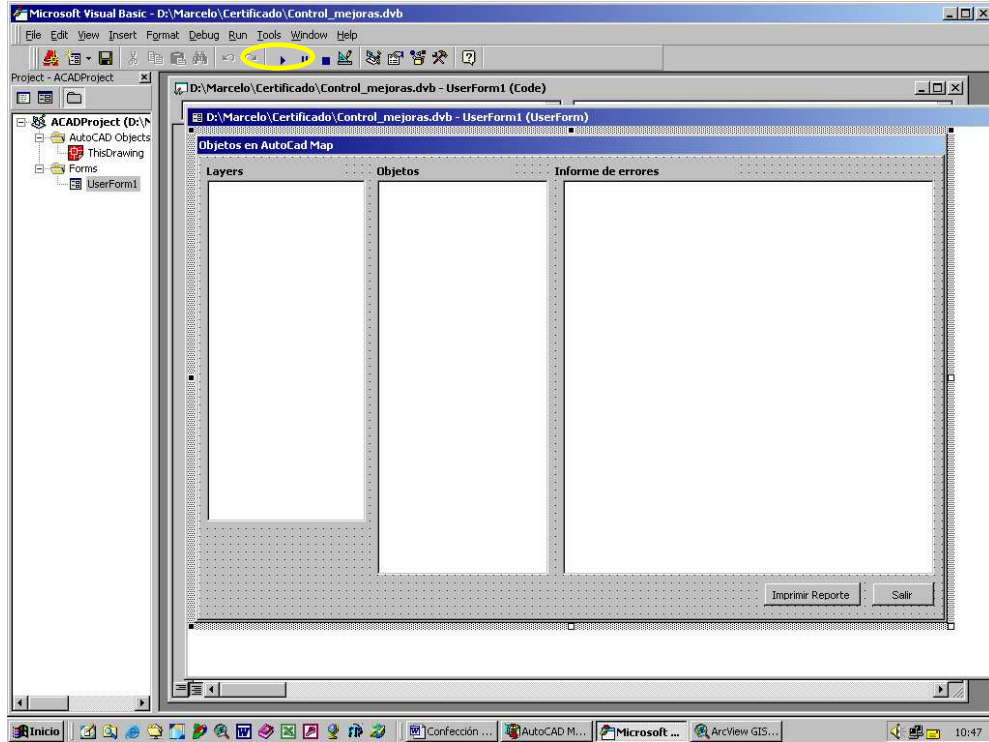 Microsoft Visual Basic - D:\Marcelo\Certificado\Control_mejoras.dvb
File Edit View Insert Format Debug Run Tools Window Help
Project - ACADProject
D:\Marcelo\Certificado\Control_mejoras.dvb - UserForm1 (Code)
D:\Marcelo\Certificado\Control_mejoras.dvb - UserForm1 (UserForm)
ACADProject (D:\M
AutoCAD Objects
ThisDrawing
Forms
UserForm1
Objetos en AutoCad Map
Layers Objetos Informe de errores
Imprimir Reporte Salir
Inicio Confección ... AutoCAD M... Microsoft ... ArcView GIS... 10:47